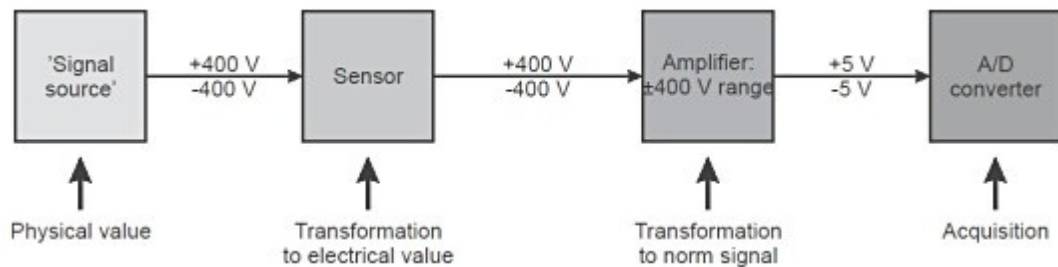 'Signal
source'
+400 V
-400 V
Sensor
+400 V
-400 V
Amplifier:
±400 V range
+5 V
-5 V
A/D
converter
Physical value
Transformation
to electrical value
Transformation
to norm signal
Acquisition